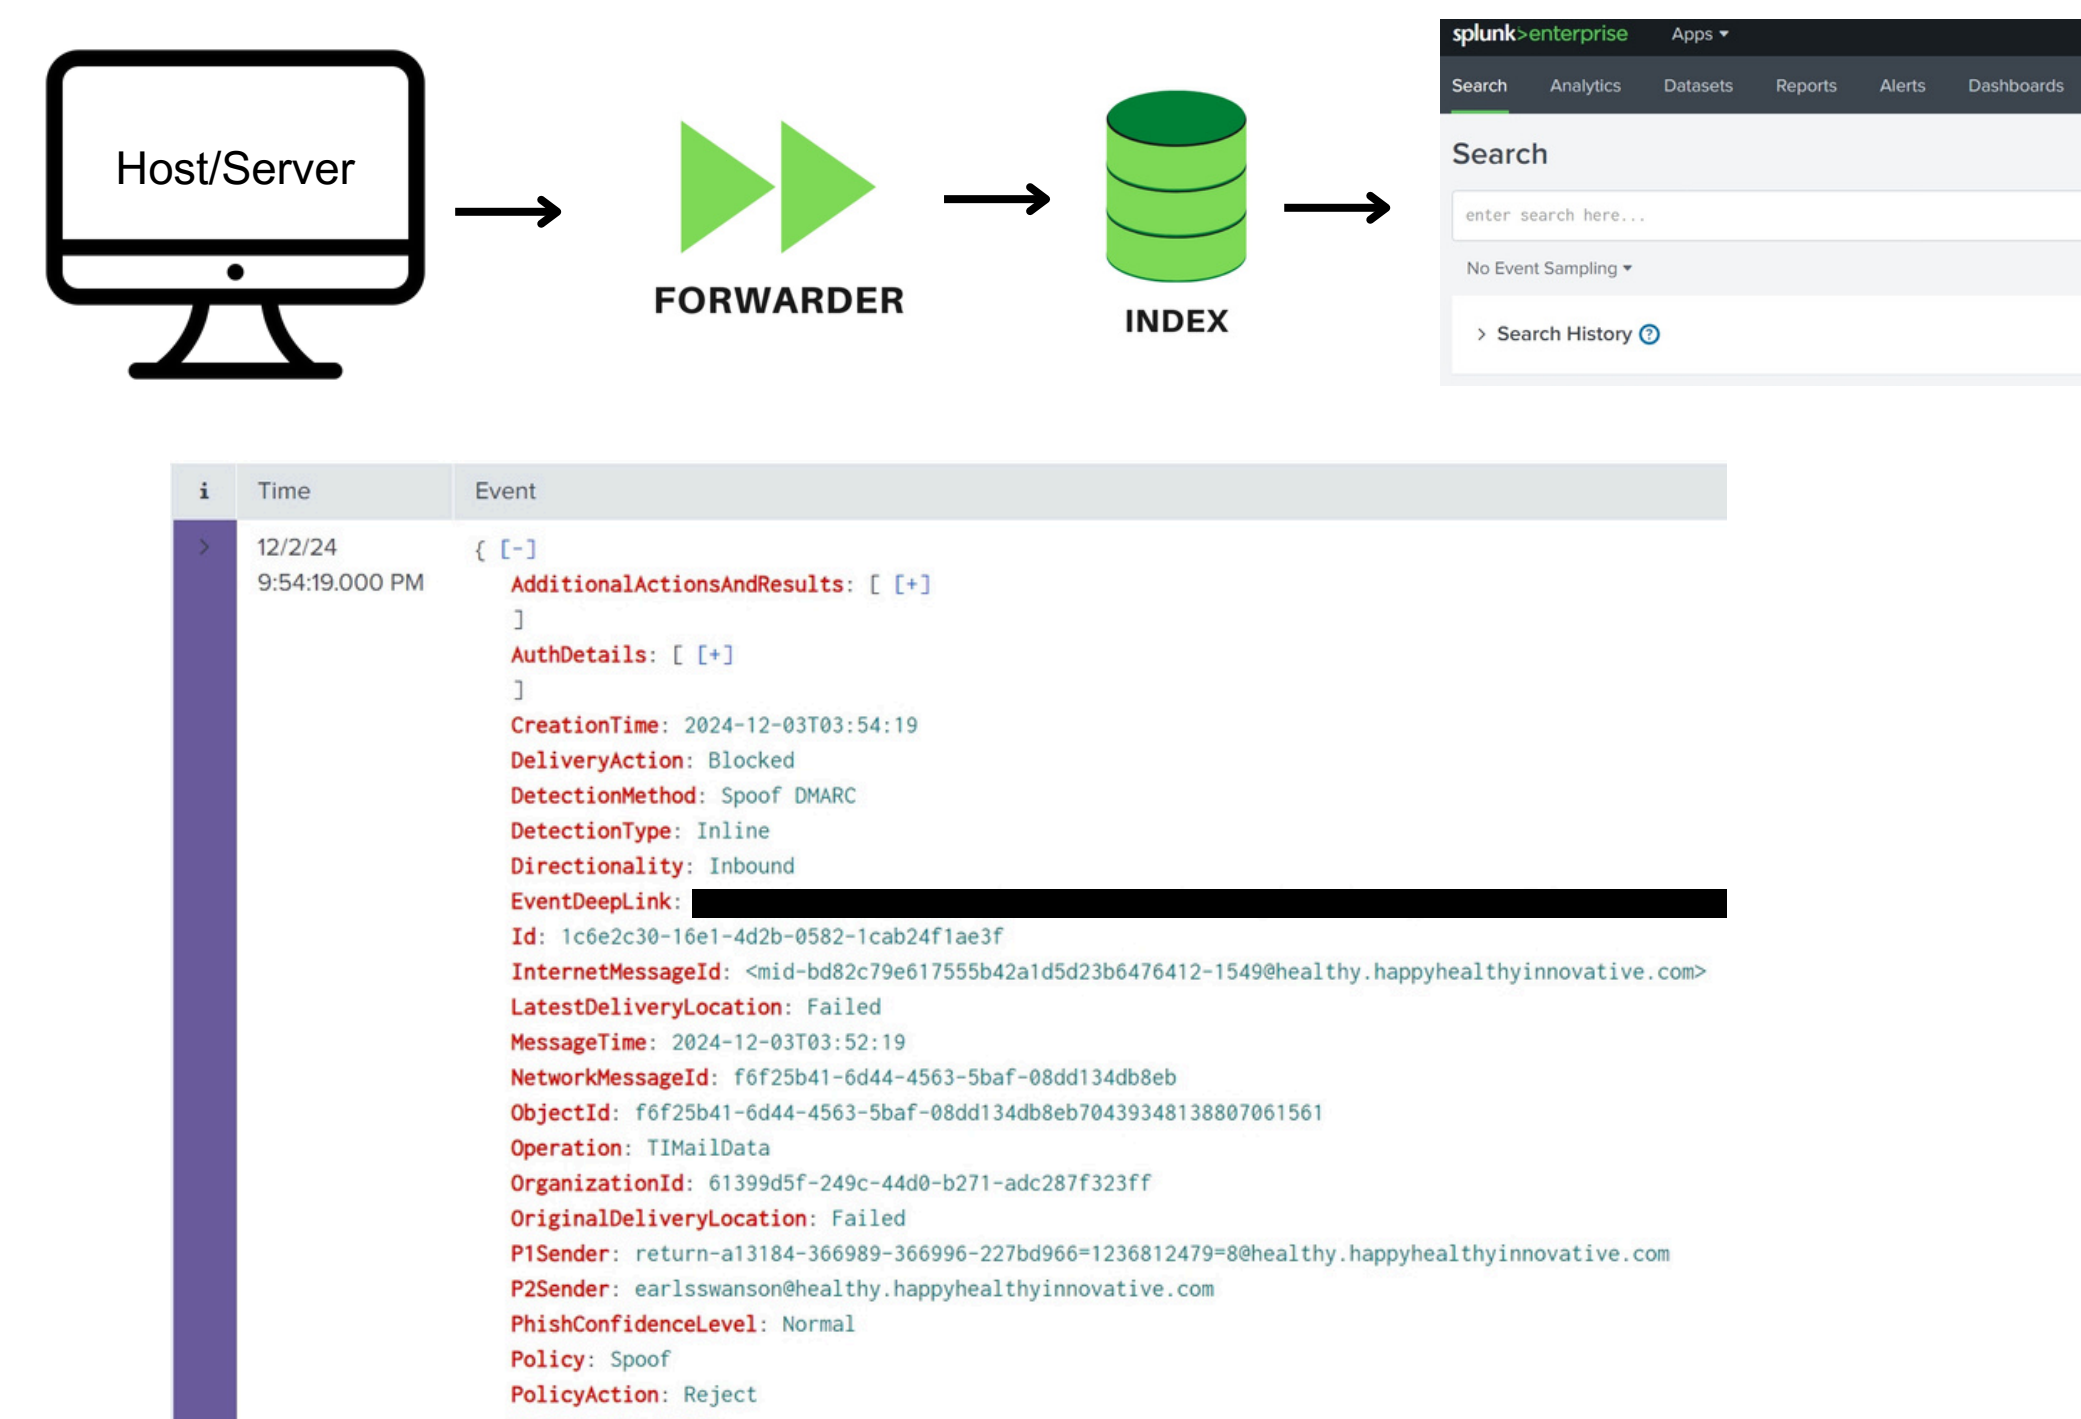 Host/Server
FORWARDER
INDEX
splunk>enterprise Apps
Search Analytics Datasets Reports Alerts Dashboards
Search
enter search here...
No Event Sampling
> Search History ?
i Time Event
> 12/2/24 { [-]
9:54:19.000 PM AdditionalActionsAndResults: [ [+]
]
AuthDetails: [ [+]
]
CreationTime: 2024-12-03T03:54:19
DeliveryAction: Blocked
DetectionMethod: Spoof DMARC
DetectionType: Inline
Directionality: Inbound
EventDeepLink:
Id: 1c6e2c30-16e1-4d2b-0582-1cab24f1ae3f
InternetMessageId: <mid-bd82c79e617555b42a1d5d23b6476412-1549@healthy.happyhealthyinnovative.com>
LatestDeliveryLocation: Failed
MessageTime: 2024-12-03T03:52:19
NetworkMessageId: f6f25b41-6d44-4563-5baf-08dd134db8eb
ObjectId: f6f25b41-6d44-4563-5baf-08dd134db8eb70439348138807061561
Operation: TIMailData
OrganizationId: 61399d5f-249c-44d0-b271-adc287f323ff
OriginalDeliveryLocation: Failed
P1Sender: return-a13184-366989-366996-227bd966=1236812479=8@healthy.happyhealthyinnovative.com
P2Sender: earlsswanson@healthy.happyhealthyinnovative.com
PhishConfidenceLevel: Normal
Policy: Spoof
PolicyAction: Reject